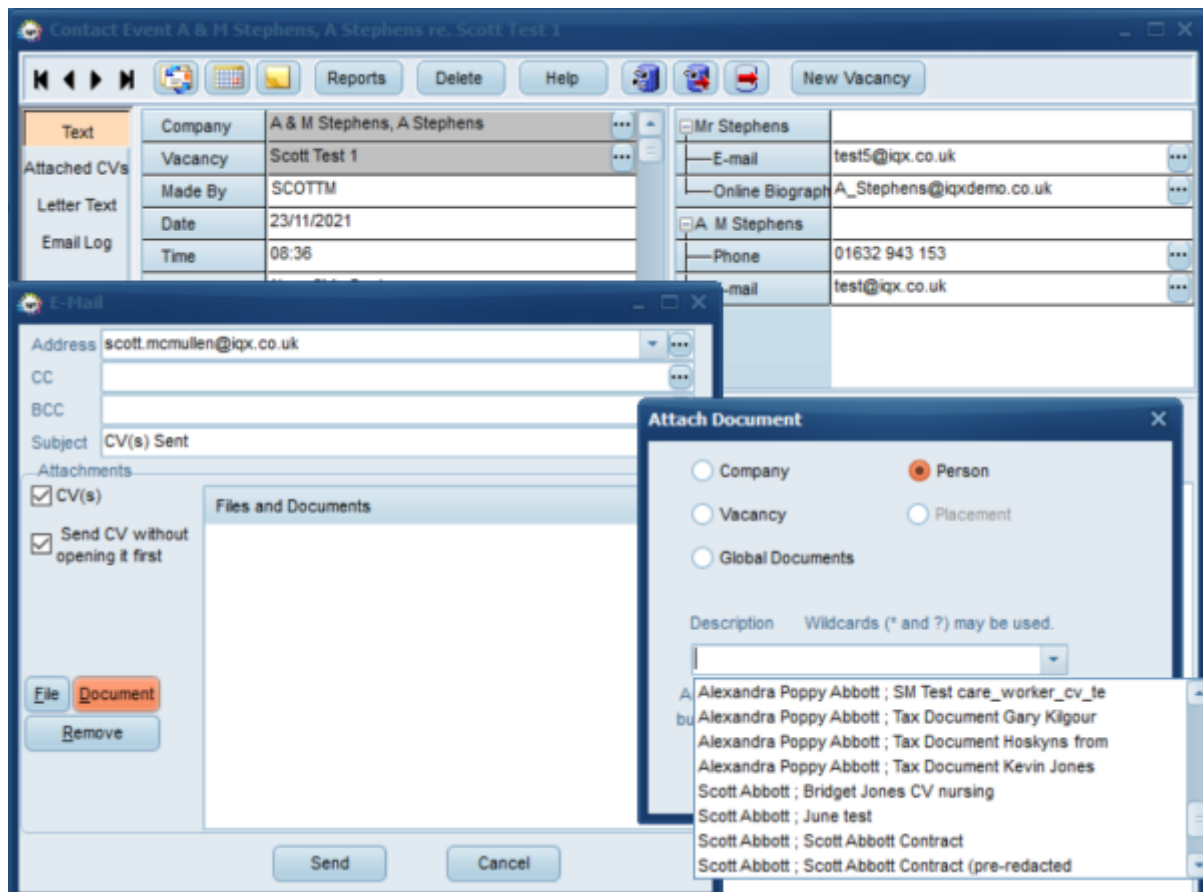 Contact Event A & M Stephens, A Stephens re. Scott Test 1
Reports Delete Help New Vacancy
Text
Attached CVs
Letter Text
Email Log
Company A & M Stephens, A Stephens
Vacancy Scott Test 1
Made By SCOTTM
Date 23/11/2021
Time 08:36
Mr Stephens
E-mail test5@iqx.co.uk
Online Biograph A_Stephens@iqxdemo.co.uk
A M Stephens
Phone 01632 943 153
-mail test@iqx.co.uk
E-Mail
Address scott.mcmullen@iqx.co.uk
CC
BCC
Subject CV(s) Sent
Attachments
CV(s)
Send CV without
opening it first
Files and Documents
File Document
Remove
Send Cancel
Attach Document
Company Person
Vacancy Placement
Global Documents
Description Wildcards (* and ?) may be used.
A
bu
Alexandra Poppy Abbott ; SM Test care_worker_cv_te
Alexandra Poppy Abbott ; Tax Document Gary Kilgour
Alexandra Poppy Abbott ; Tax Document Hoskyns from
Alexandra Poppy Abbott ; Tax Document Kevin Jones
Scott Abbott ; Bridget Jones CV nursing
Scott Abbott ; June test
Scott Abbott ; Scott Abbott Contract
Scott Abbott ; Scott Abbott Contract (pre-redacted